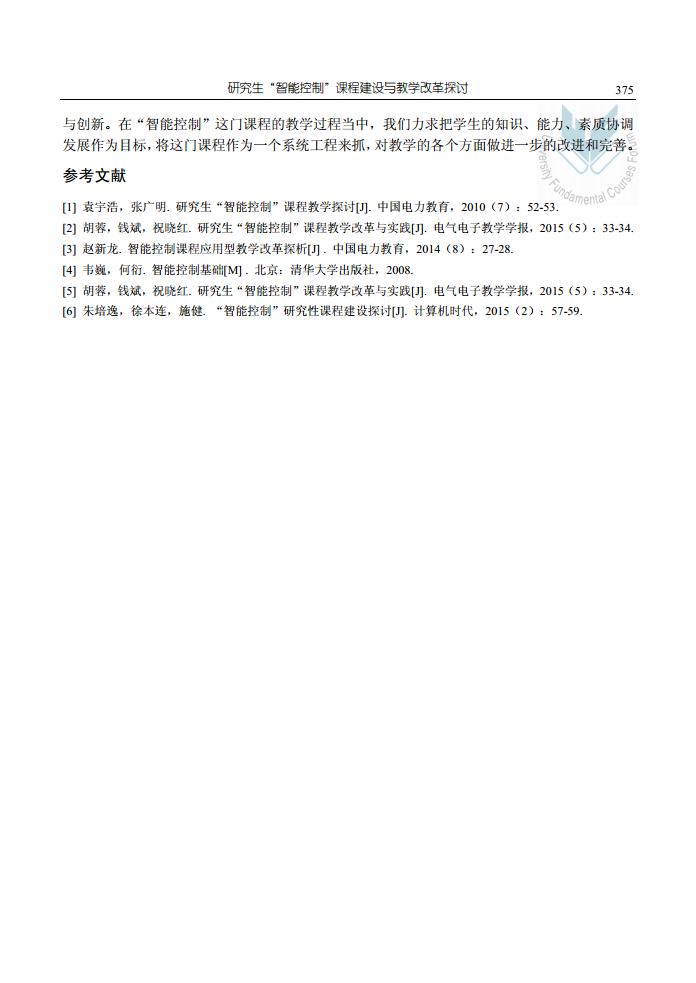 研究生“智能控制”课程建设与教学改革探讨 375
与创新。在“智能控制”这门课程的教学过程当中，我们力求把学生的知识、能力、素质协调
发展作为目标，将这门课程作为一个系统工程来抓，对教学的各个方面做进一步的改进和完善。
University Fundamental Courses Forum
参考文献
[1] 袁宇浩，张广明. 研究生“智能控制”课程教学探讨[J]. 中国电力教育，2010（7）：52-53.
[2] 胡蓉，钱斌，祝晓红. 研究生“智能控制”课程教学改革与实践[J]. 电气电子教学学报，2015（5）：33-34.
[3] 赵新龙. 智能控制课程应用型教学改革探析[J] . 中国电力教育，2014（8）：27-28.
[4] 韦巍，何衍. 智能控制基础[M] . 北京：清华大学出版社，2008.
[5] 胡蓉，钱斌，祝晓红. 研究生“智能控制”课程教学改革与实践[J]. 电气电子教学学报，2015（5）：33-34.
[6] 朱培逸，徐本连，施健. “智能控制”研究性课程建设探讨[J]. 计算机时代，2015（2）：57-59.